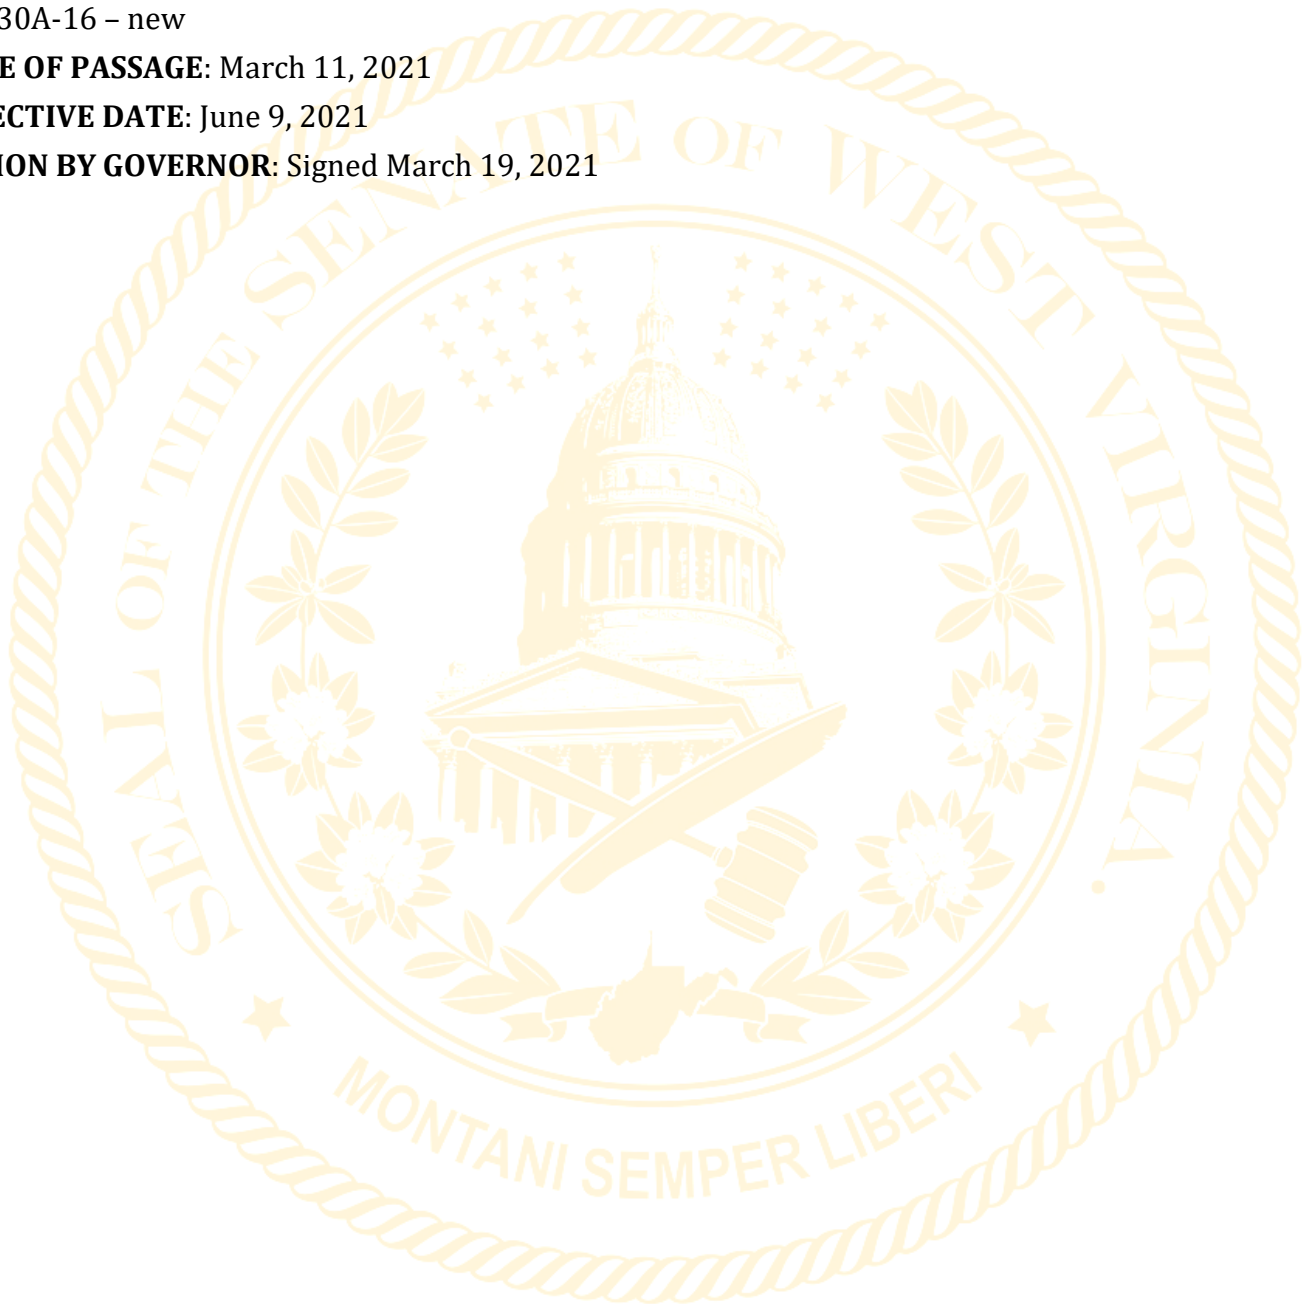 30A-16 – new
E OF PASSAGE: March 11, 2021
ECTIVE DATE: June 9, 2021
ION BY GOVERNOR: Signed March 19, 2021
SEAL OF THE SENATE OF WEST VIRGINIA.
MONTANI SEMPER LIBERI